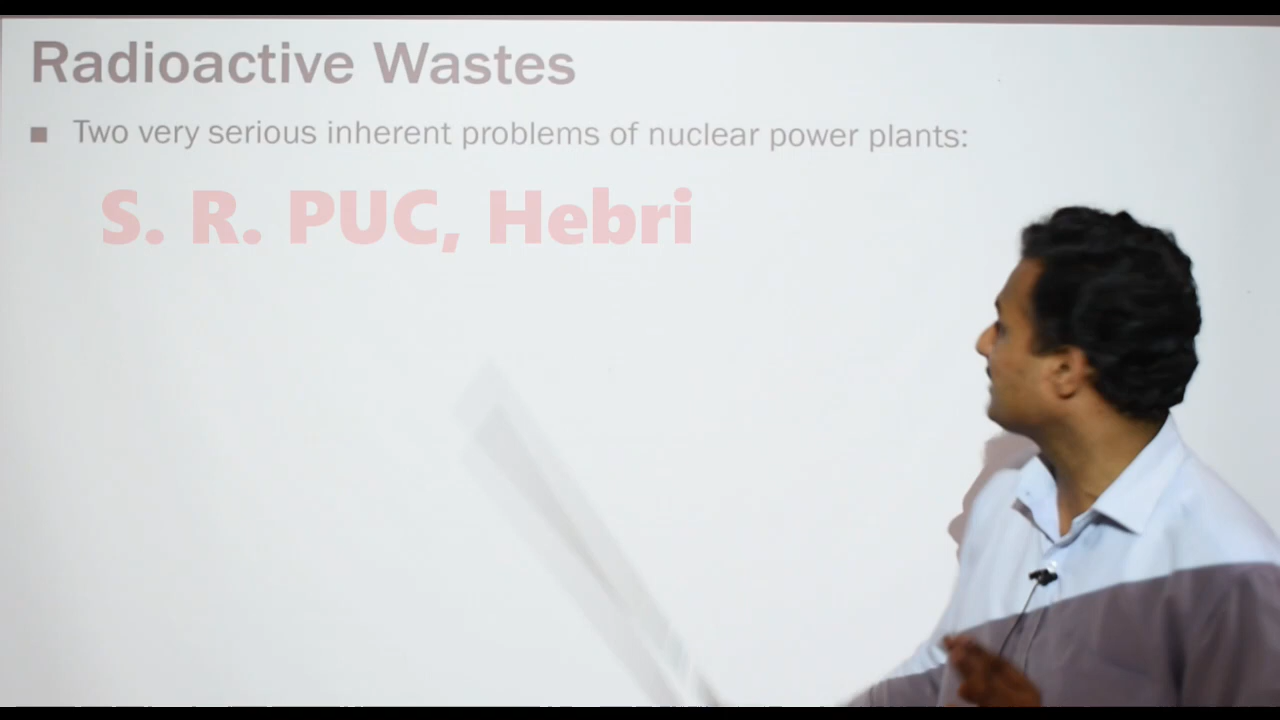 Radioactive Wastes
Two very serious inherent problems of nuclear power plants:
S. R. PUC, Hebri